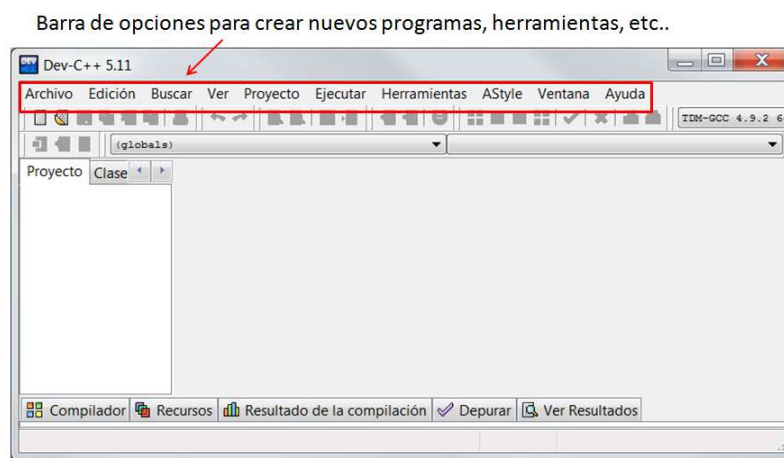 Barra de opciones para crear nuevos programas, herramientas, etc..
Dev-C++ 5.11
Archivo Edición Buscar Ver Proyecto Ejecutar Herramientas AStyle Ventana Ayuda
TDM-GCC 4.9.2 6
(globals)
Proyecto Clase
Compilador Recursos Resultado de la compilación Depurar Ver Resultados